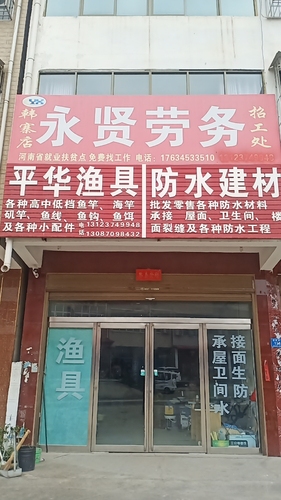 YX
韩寨店
永贤劳务
招工处
河南省就业扶贫点 免费找工作 电话：17634533510
平华渔具
各种高中低档鱼竿、海竿
矶竿、鱼线、鱼钩、鱼饵
及各种小配件
13123749948
13087098432
防水建材
批发零售各种防水材料
承接 屋面、卫生间、楼
面裂缝及各种防水工程
渔具
接面生防
承屋卫间水